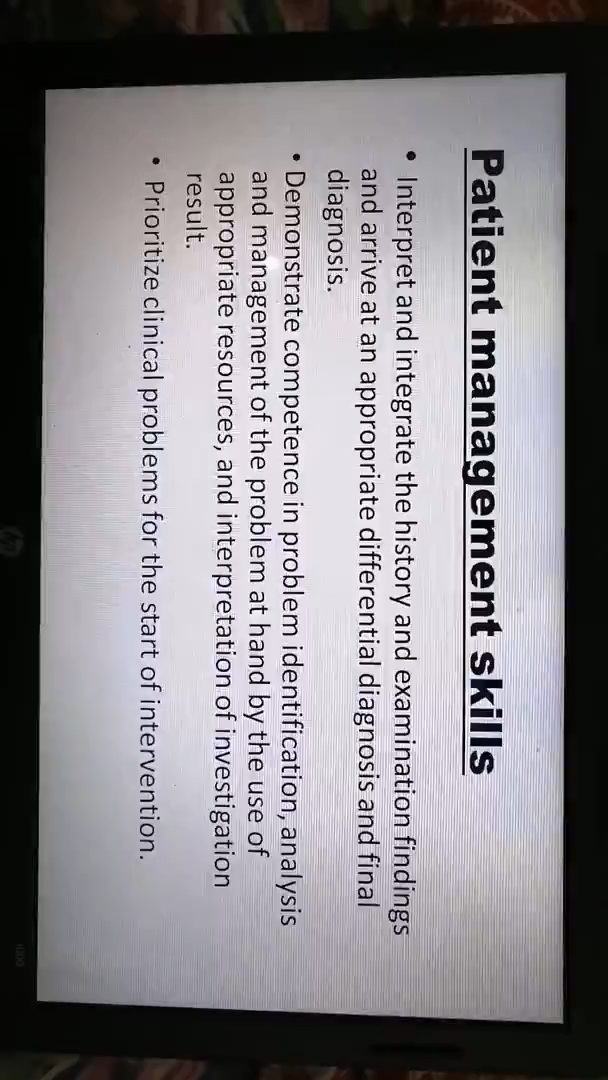 Patient management skills
• Interpret and integrate the history and examination findings
and arrive at an appropriate differential diagnosis and final
diagnosis.
• Demonstrate competence in problem identification, analysis
and management of the problem at hand by the use of
appropriate resources, and interpretation of investigation
result.
• Prioritize clinical problems for the start of intervention.
hp